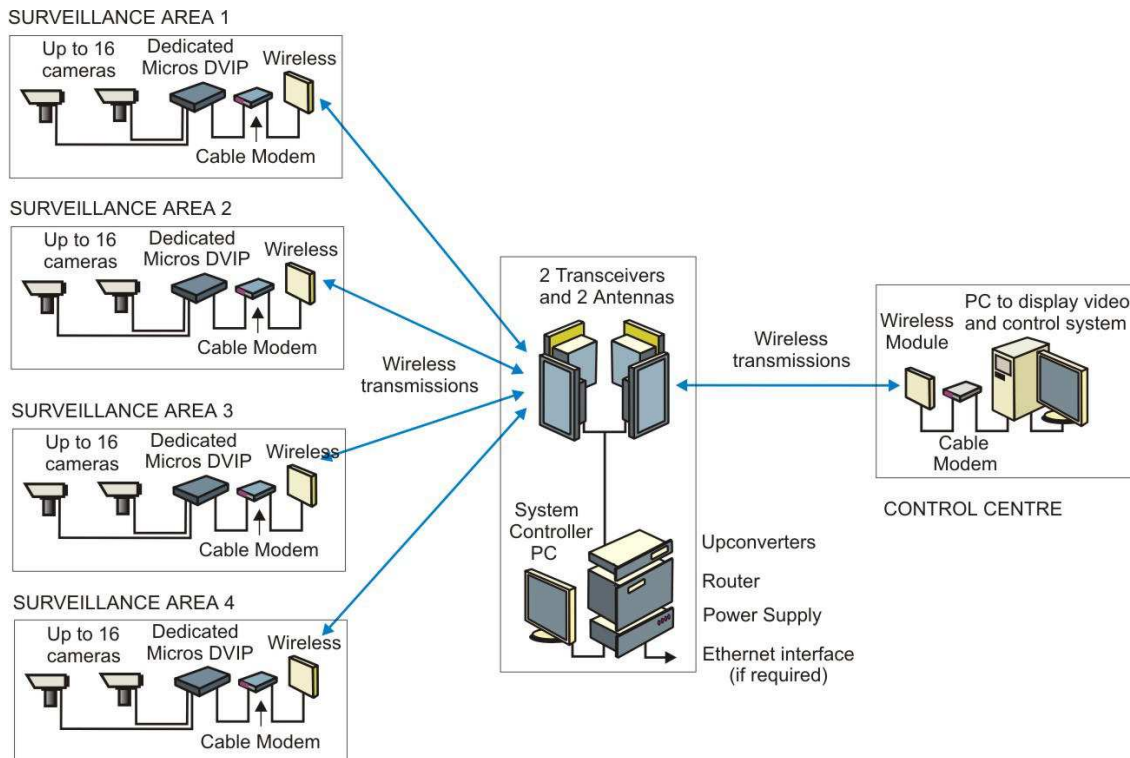 SURVEILLANCE AREA 1
Up to 16
cameras
Dedicated
Micros DVIP
Wireless
Cable Modem
SURVEILLANCE AREA 2
Up to 16
cameras
Dedicated
Micros DVIP
Wireless
Cable Modem
SURVEILLANCE AREA 3
Up to 16
cameras
Dedicated
Micros DVIP
Wireless
Cable Modem
SURVEILLANCE AREA 4
Up to 16
cameras
Dedicated
Micros DVIP
Wireless
Cable Modem
Wireless
transmissions
2 Transceivers
and 2 Antennas
System
Controller
PC
Upconverters
Router
Power Supply
Ethernet interface
(if required)
Wireless
transmissions
Wireless
Module
PC to display video
and control system
Cable
Modem
CONTROL CENTRE